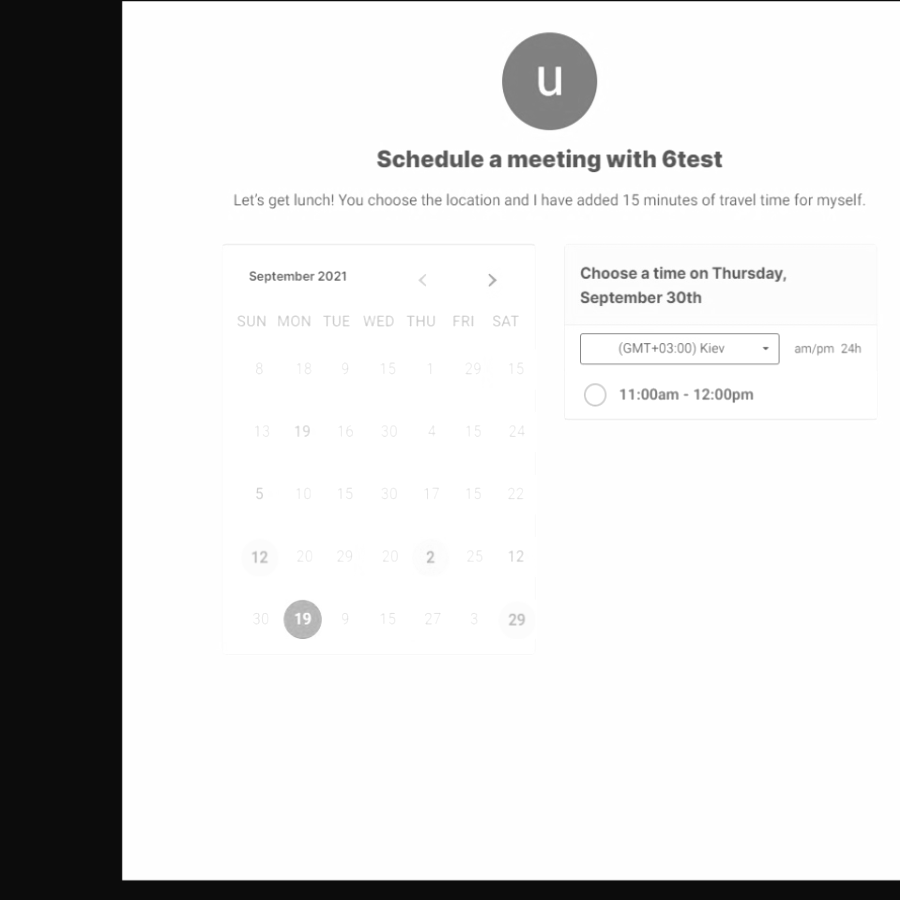 u
Schedule a meeting with 6test
Let's get lunch! You choose the location and I have added 15 minutes of travel time for myself.
September 2021
SUN MON TUE WED THU FRI SAT
8 18 9 15 1 29 15
13 19 16 30 4 15 24
5 10 15 30 17 15 22
12 20 29 20 2 25 12
30 19 9 15 27 3 29
Choose a time on Thursday,
September 30th
(GMT+03:00) Kiev am/pm 24h
11:00am - 12:00pm